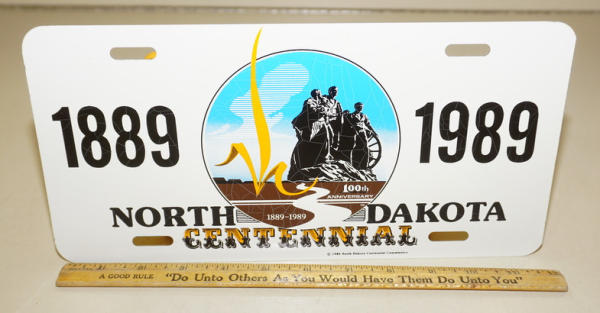 1889 1989
100th
ANNIVERSARY
1889-1989
NORTH DAKOTA
CENTENNIAL
A GOOD RULE "Do Unto Others As You Would Have Them Do Unto You"